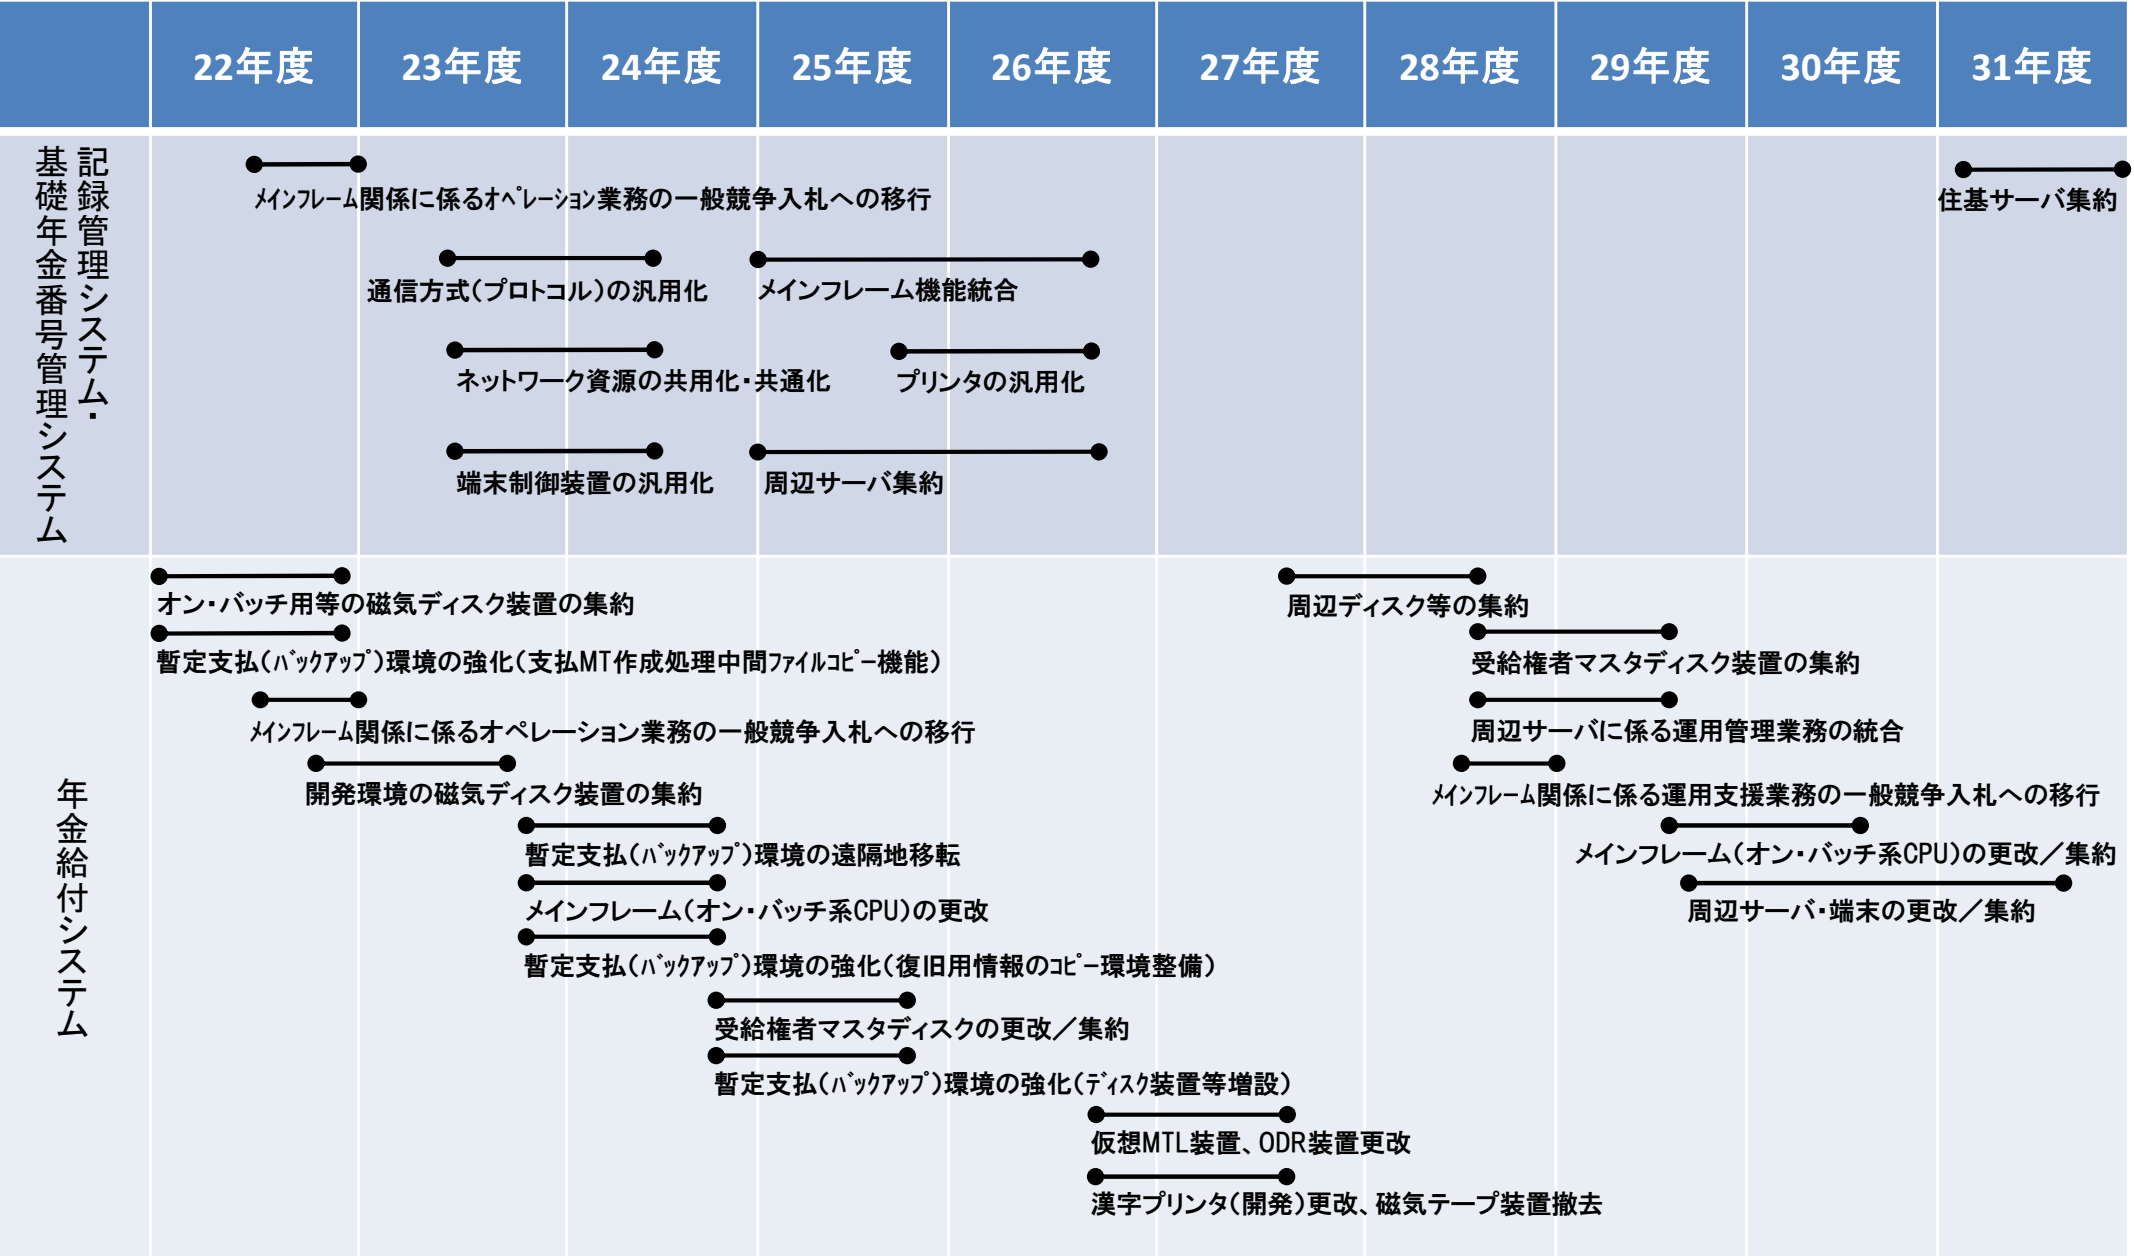 22年度
23年度
24年度
25年度
26年度
27年度
28年度
29年度
30年度
31年度
記録管理システム・
基礎年金番号管理システム
ﾒｲﾝﾌﾚｰﾑ関係に係るｵﾍﾟﾚｰｼｮﾝ業務の一般競争入札への移行
住基サーバ集約
通信方式(プロトコル)の汎用化
メインフレーム機能統合
ネットワーク資源の共用化・共通化
プリンタの汎用化
端末制御装置の汎用化
周辺サーバ集約
年金給付システム
オン・バッチ用等の磁気ディスク装置の集約
暫定支払(ﾊﾞｯｸｱｯﾌﾟ)環境の強化(支払MT作成処理中間ﾌｧｲﾙｺﾋﾟｰ機能)
ﾒｲﾝﾌﾚｰﾑ関係に係るオペレーション業務の一般競争入札への移行
開発環境の磁気ディスク装置の集約
暫定支払(ﾊﾞｯｸｱｯﾌﾟ)環境の遠隔地移転
メインフレーム(オン・バッチ系CPU)の更改
暫定支払(ﾊﾞｯｸｱｯﾌﾟ)環境の強化(復旧用情報のｺﾋﾟｰ環境整備)
受給権者マスタディスクの更改／集約
暫定支払(ﾊﾞｯｸｱｯﾌﾟ)環境の強化(ﾃﾞｨｽｸ装置等増設)
仮想MTL装置、ODR装置更改
漢字プリンタ(開発)更改、磁気テープ装置撤去
周辺ディスク等の集約
受給権者マスタディスク装置の集約
周辺サーバに係る運用管理業務の統合
ﾒｲﾝﾌﾚｰﾑ関係に係る運用支援業務の一般競争入札への移行
メインフレーム(オン・バッチ系CPU)の更改／集約
周辺サーバ・端末の更改／集約